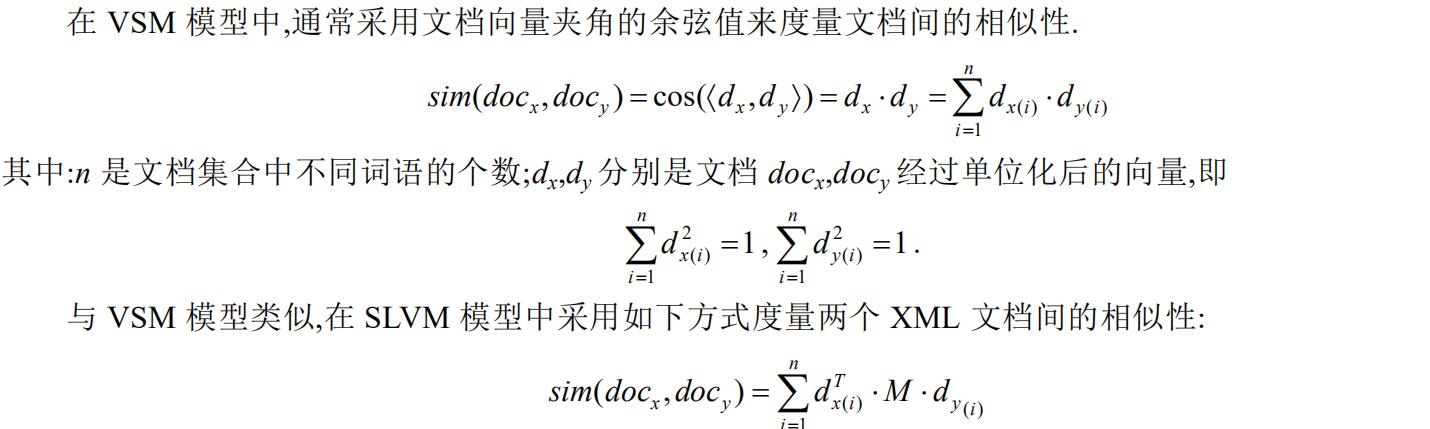 在 VSM 模型中,通常采用文档向量夹角的余弦值来度量文档间的相似性.
$sim(doc_x, doc_y) = \cos(\langle d_x, d_y \rangle) = d_x \cdot d_y = \sum_{i=1}^{n} d_{x(i)} \cdot d_{y(i)}$
其中:n 是文档集合中不同词语的个数;$d_x$,$d_y$ 分别是文档 $doc_x$,$doc_y$ 经过单位化后的向量,即
$\sum_{i=1}^{n} d_{x(i)}^2 = 1, \sum_{i=1}^{n} d_{y(i)}^2 = 1.$
与 VSM 模型类似,在 SLVM 模型中采用如下方式度量两个 XML 文档间的相似性:
$sim(doc_x, doc_y) = \sum_{i=1}^{n} d_{x(i)}^T \cdot M \cdot d_{y(i)}$